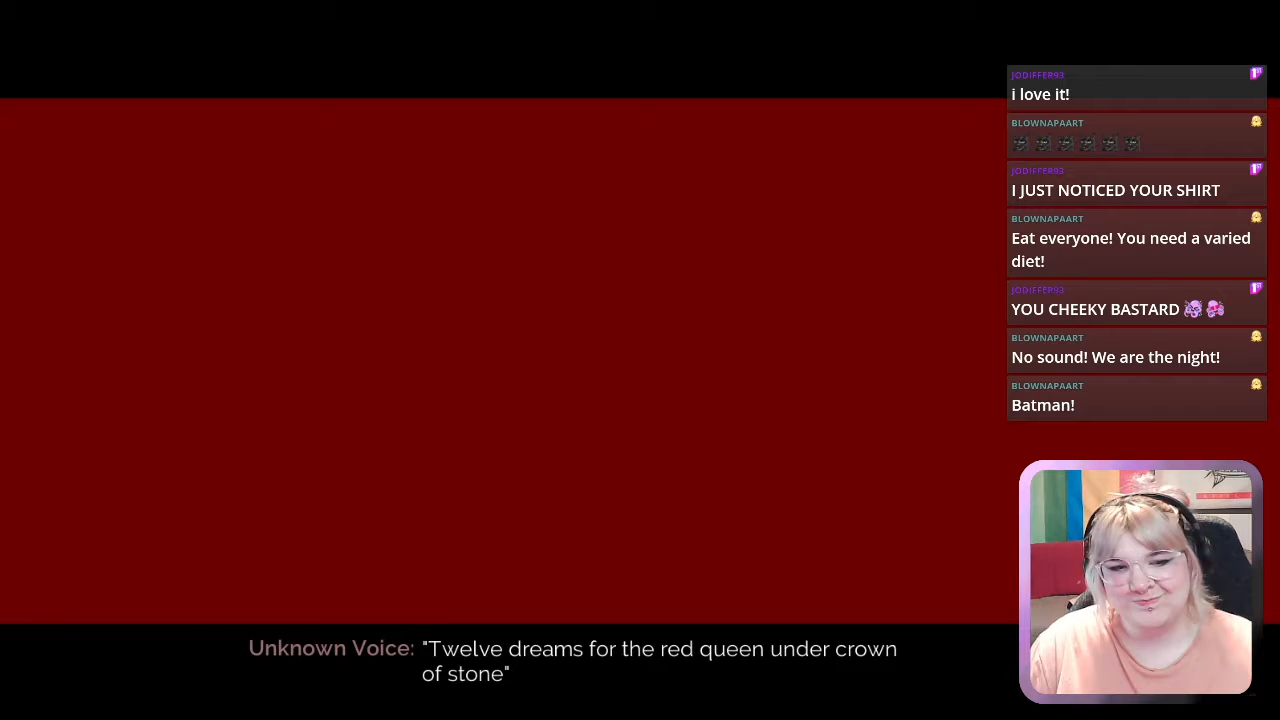 JODIFFER93
i love it!
BLOWNAPAART
JODIFFER93
I JUST NOTICED YOUR SHIRT
BLOWNAPAART
Eat everyone! You need a varied
diet!
JODIFFER93
YOU CHEEKY BASTARD
BLOWNAPAART
No sound! We are the night!
BLOWNAPAART
Batman!
Unknown Voice: "Twelve dreams for the red queen under crown
of stone"